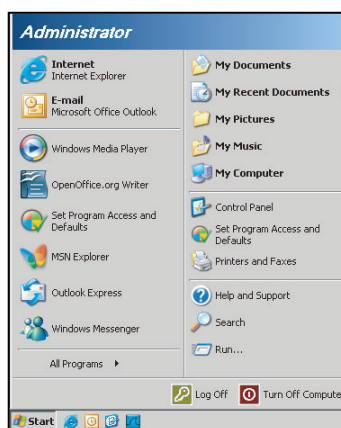 Administrator
Internet
Internet Explorer
E-mail
Microsoft Office Outlook
Windows Media Player
OpenOffice.org Writer
Set Program Access and
Defaults
MSN Explorer
Outlook Express
Windows Messenger
All Programs
My Documents
My Recent Documents
My Pictures
My Music
My Computer
Control Panel
Set Program Access and
Defaults
Printers and Faxes
Help and Support
Search
Run...
Log Off
Turn Off Compute
Start